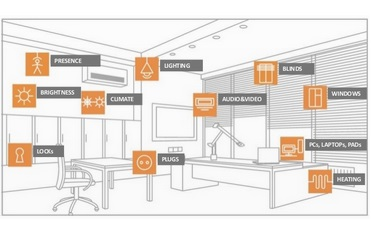 PRESENCE
LIGHTING
BLINDS
BRIGHTNESS
CLIMATE
AUDIO&VIDEO
WINDOWS
LOCKs
PLUGS
PCs, LAPTOPs, PADs
HEATING